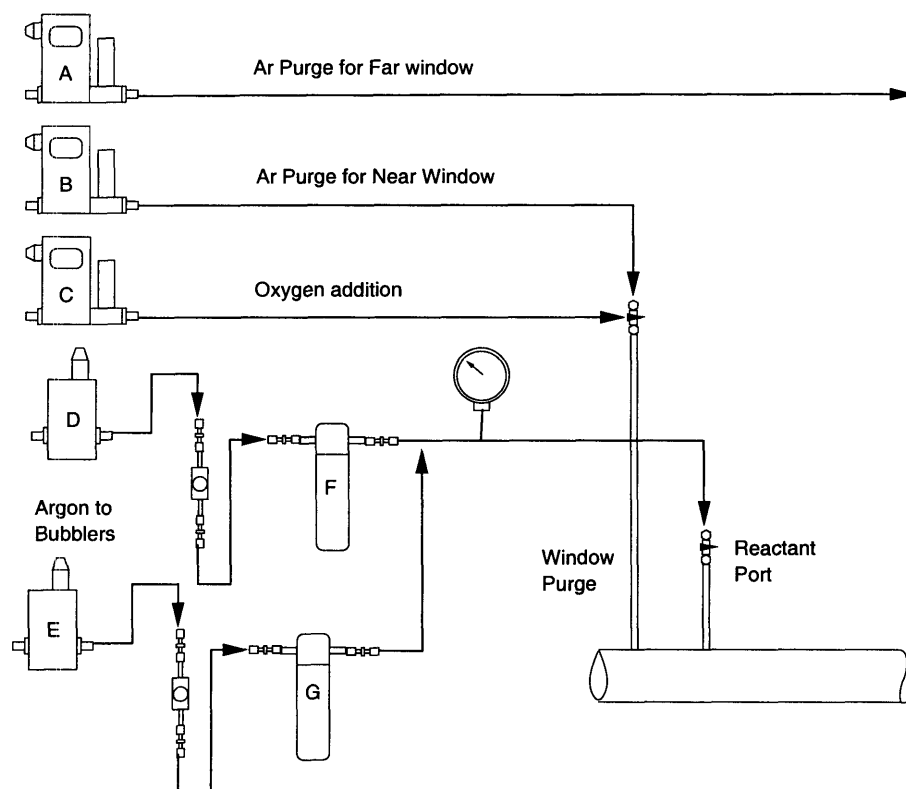 A
Ar Purge for Far window
B
Ar Purge for Near Window
C
Oxygen addition
D
F
Argon to
Bubblers
Window
Purge
Reactant
Port
E
G